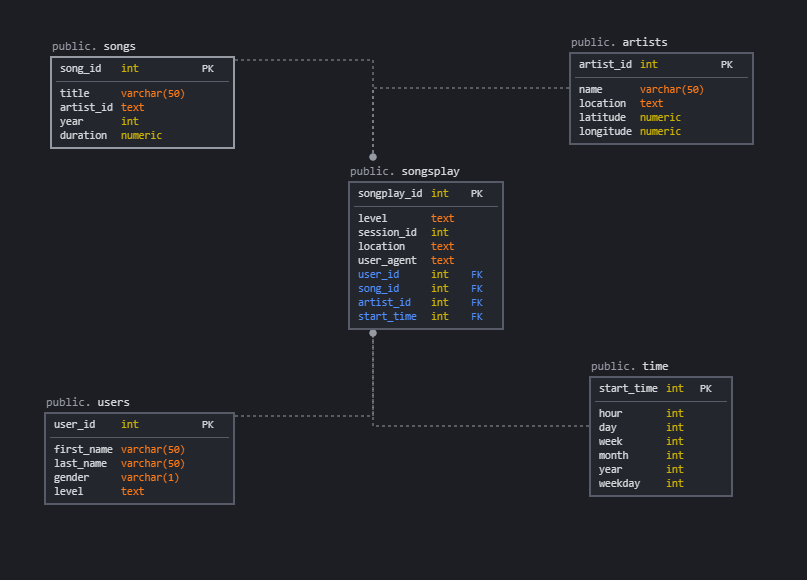 public. songs
song_id int PK
title varchar(50)
artist_id text
year int
duration numeric
public. artists
artist_id int PK
name varchar(50)
location text
latitude numeric
longitude numeric
public. songsplay
songplay_id int PK
level text
session_id int
location text
user_agent text
user_id int FK
song_id int FK
artist_id int FK
start_time int FK
public. users
user_id int PK
first_name varchar(50)
last_name varchar(50)
gender varchar(1)
level text
public. time
start_time int PK
hour int
day int
week int
month int
year int
weekday int